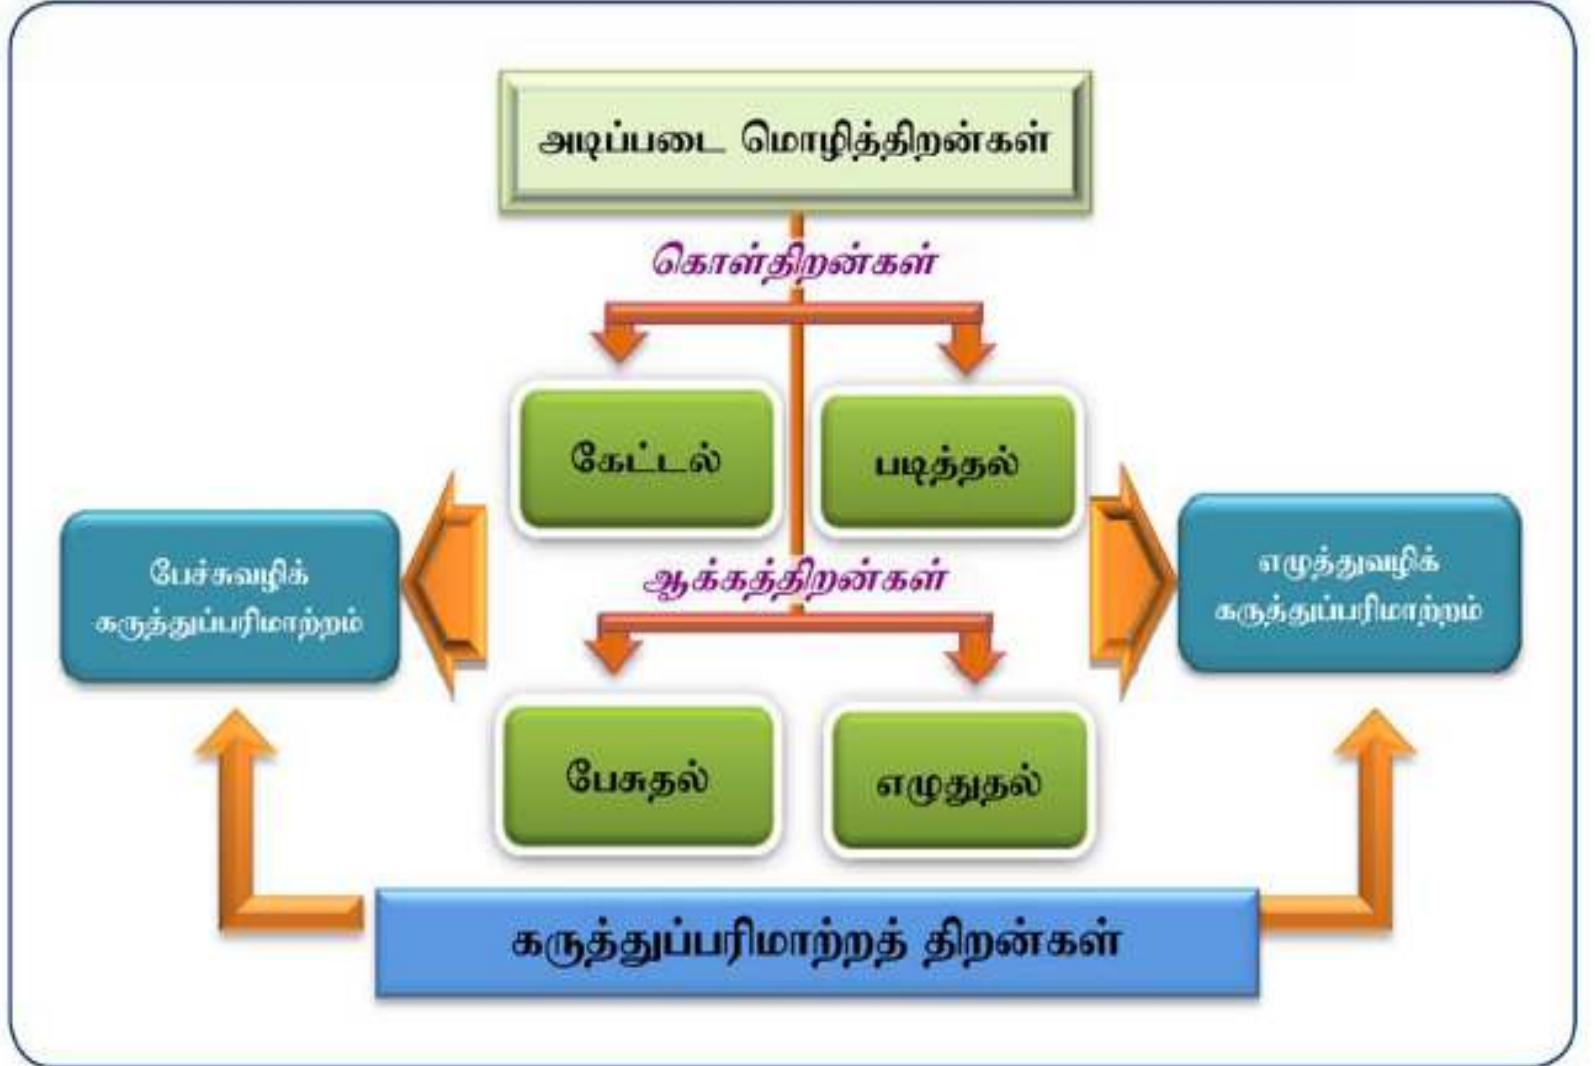 அடிப்படை மொழித்திறன்கள்
கொள்திறன்கள்
கேட்டல்
படித்தல்
பேச்சுவழிக்
கருத்துப்பரிமாற்றம்
எழுத்துவழிக்
கருத்துப்பரிமாற்றம்
ஆக்கத்திறன்கள்
பேசுதல்
எழுதுதல்
கருத்துப்பரிமாற்றத் திறன்கள்